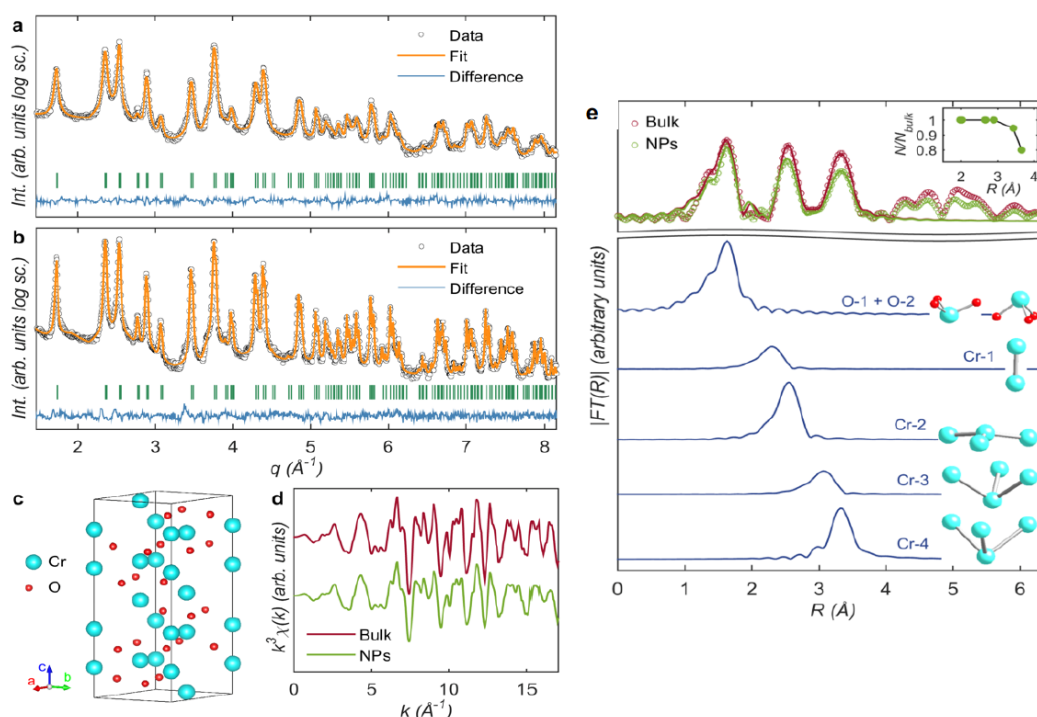 a
Int. (arb. units log sc.)
Data
Fit
Difference
b
Int. (arb. units log sc.)
Data
Fit
Difference
2 3 4 5 6 7 8
q (Å⁻¹)
c
Cr
O
c
a
b
d
k³χ(k) (arb. units)
Bulk
NPs
0 5 10 15
k (Å⁻¹)
e
Bulk
NPs
N/N_bulk
1
0.9
0.8
2 3 4
R (Å)
|FT(R)| (arbitrary units)
O-1 + O-2
Cr-1
Cr-2
Cr-3
Cr-4
0 1 2 3 4 5 6
R (Å)